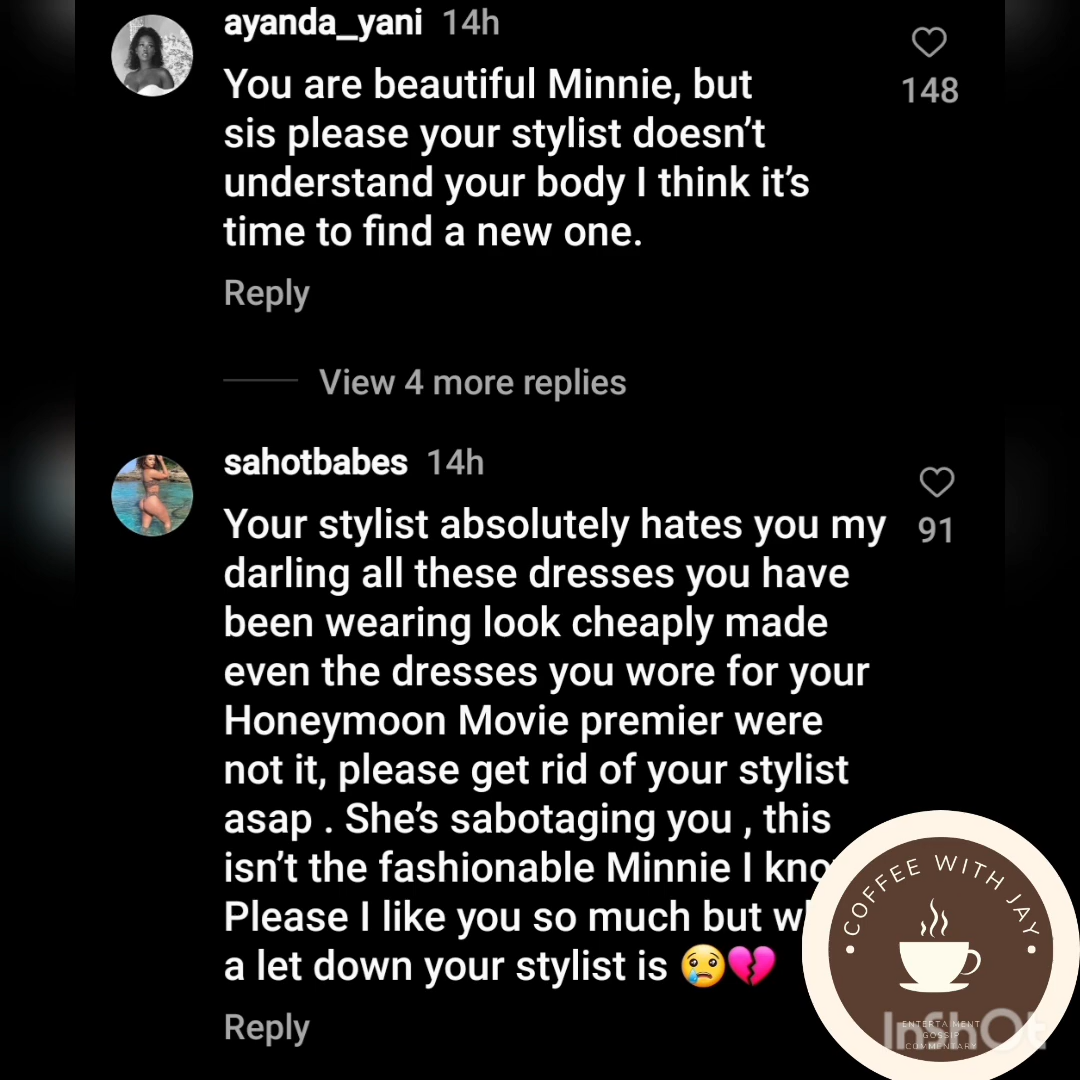 ayanda_yani 14h
You are beautiful Minnie, but
148
sis please your stylist doesn’t
understand your body I think it’s
time to find a new one.
Reply
View 4 more replies
sahotbabes 14h
Your stylist absolutely hates you my
91
darling all these dresses you have
been wearing look cheaply made
even the dresses you wore for your
Honeymoon Movie premier were
not it, please get rid of your stylist
asap . She’s sabotaging you , this
isn’t the fashionable Minnie I
Please I like you so much but
a let down your stylist is 😢💔
Reply
COFFEE WITH JAY
ENTERTAIMENT
GOSSIP
COMMENTARY
InShOt